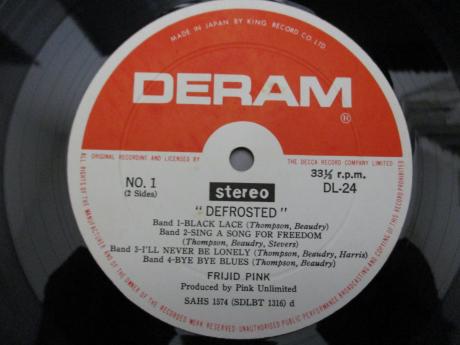 MADE IN JAPAN BY KING RECORD CO. LTD.
DERAM
®
ORIGINAL RECORDING AND LICENSED BY
THE DECCA RECORD COMPANY LIMITED
NO. 1
(2 Sides)
stereo
33⅓ r.p.m.
DL-24
"DEFROSTED"
Band 1-BLACK LACE (Thompson, Beaudry)
Band 2-SING A SONG FOR FREEDOM
(Thompson, Beaudry, Stevers)
Band 3-I'LL NEVER BE LONELY (Thompson, Beaudry, Harris)
Band 4-BYE BYE BLUES (Thompson, Beaudry)
FRIJID PINK
Produced by Pink Unlimited
SAHS 1574 (SDLBT 1316) d
ALL RIGHTS OF THE MANUFACTURER AND OF THE OWNER OF THE RECORDED WORK RESERVED UNAUTHORISED PUBLIC PERFORMANCE BROADCASTING AND COPYING OF THIS RECORD PROHIBITED